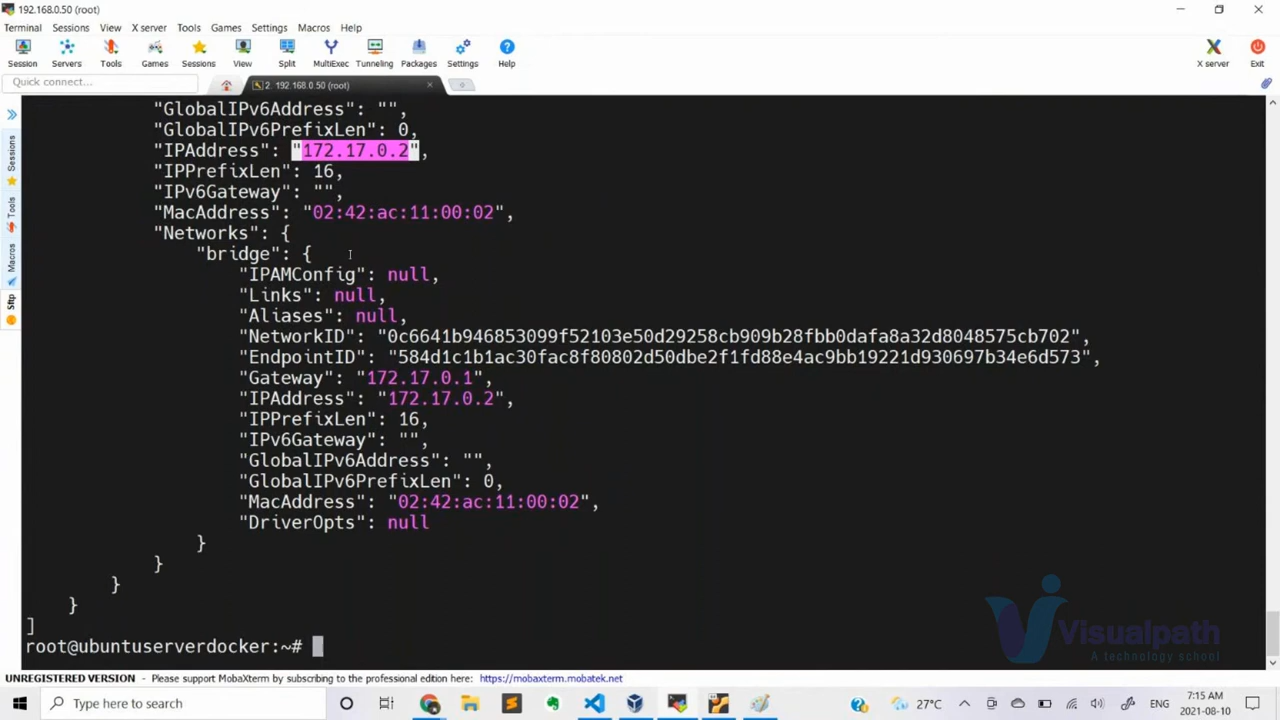 192.168.0.50 (root)
Terminal Sessions View X server Tools Games Settings Macros Help
Session Servers Tools Games Sessions View Split MultiExec Tunneling Packages Settings Help X server Exit
Quick connect...
2. 192.168.0.50 (root)
Sessions
Tools
Macros
Sftp
"GlobalIPv6Address": "",
"GlobalIPv6PrefixLen": 0,
"IPAddress": "172.17.0.2",
"IPPrefixLen": 16,
"IPv6Gateway": "",
"MacAddress": "02:42:ac:11:00:02",
"Networks": {
"bridge": {
"IPAMConfig": null,
"Links": null,
"Aliases": null,
"NetworkID": "0c6641b946853099f52103e50d29258cb909b28fbb0dafa8a32d8048575cb702",
"EndpointID": "584d1c1b1ac30fac8f80802d50dbe2f1fd88e4ac9bb19221d930697b34e6d573",
"Gateway": "172.17.0.1",
"IPAddress": "172.17.0.2",
"IPPrefixLen": 16,
"IPv6Gateway": "",
"GlobalIPv6Address": "",
"GlobalIPv6PrefixLen": 0,
"MacAddress": "02:42:ac:11:00:02",
"DriverOpts": null
}
}
}
}
]
root@ubuntuserverdocker:~#
Visualpath
A technology school
UNREGISTERED VERSION - Please support MobaXterm by subscribing to the professional edition here: https://mobaxterm.mobatek.net
Type here to search
27°C
ENG
7:15 AM
2021-08-10